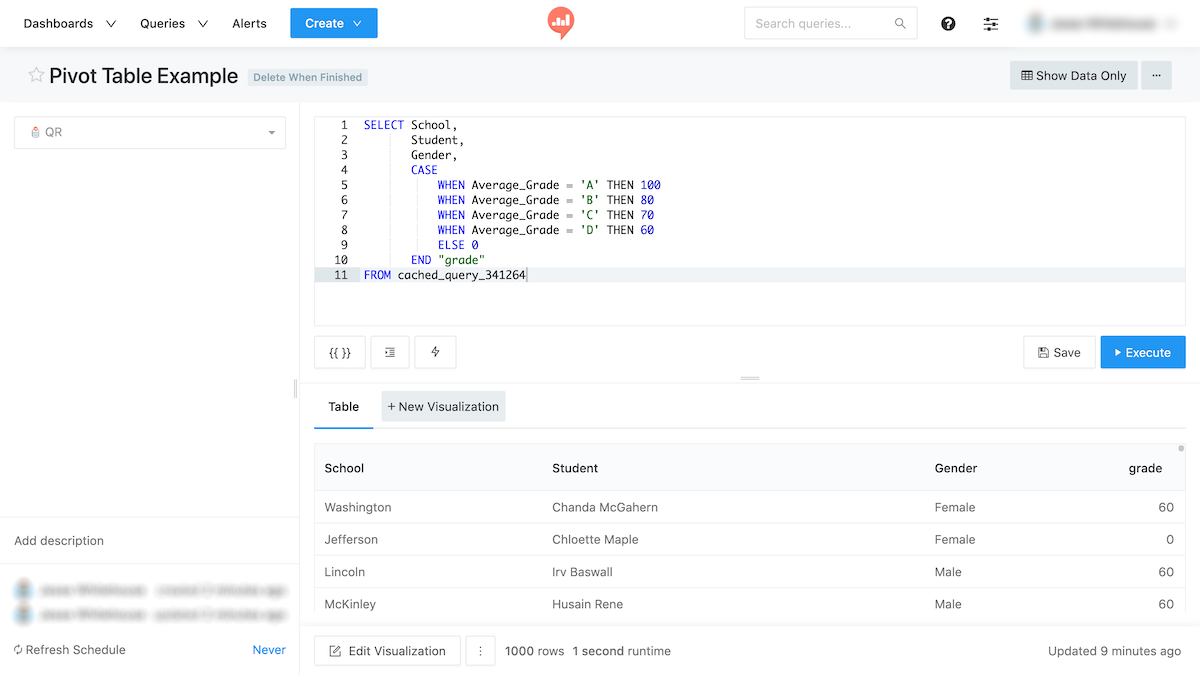 Dashboards Queries Alerts Create Search queries...
Pivot Table Example Delete When Finished Show Data Only ...
QR
1 SELECT School,
2 Student,
3 Gender,
4 CASE
5 WHEN Average_Grade = 'A' THEN 100
6 WHEN Average_Grade = 'B' THEN 80
7 WHEN Average_Grade = 'C' THEN 70
8 WHEN Average_Grade = 'D' THEN 60
9 ELSE 0
10 END "grade"
11 FROM cached_query_341264
{{ }} Save Execute
Table + New Visualization
School Student Gender grade
Washington Chanda McGahern Female 60
Jefferson Chloette Maple Female 0
Lincoln Irv Baswall Male 60
McKinley Husain Rene Male 60
Add description
Refresh Schedule Never
Edit Visualization 1000 rows 1 second runtime Updated 9 minutes ago